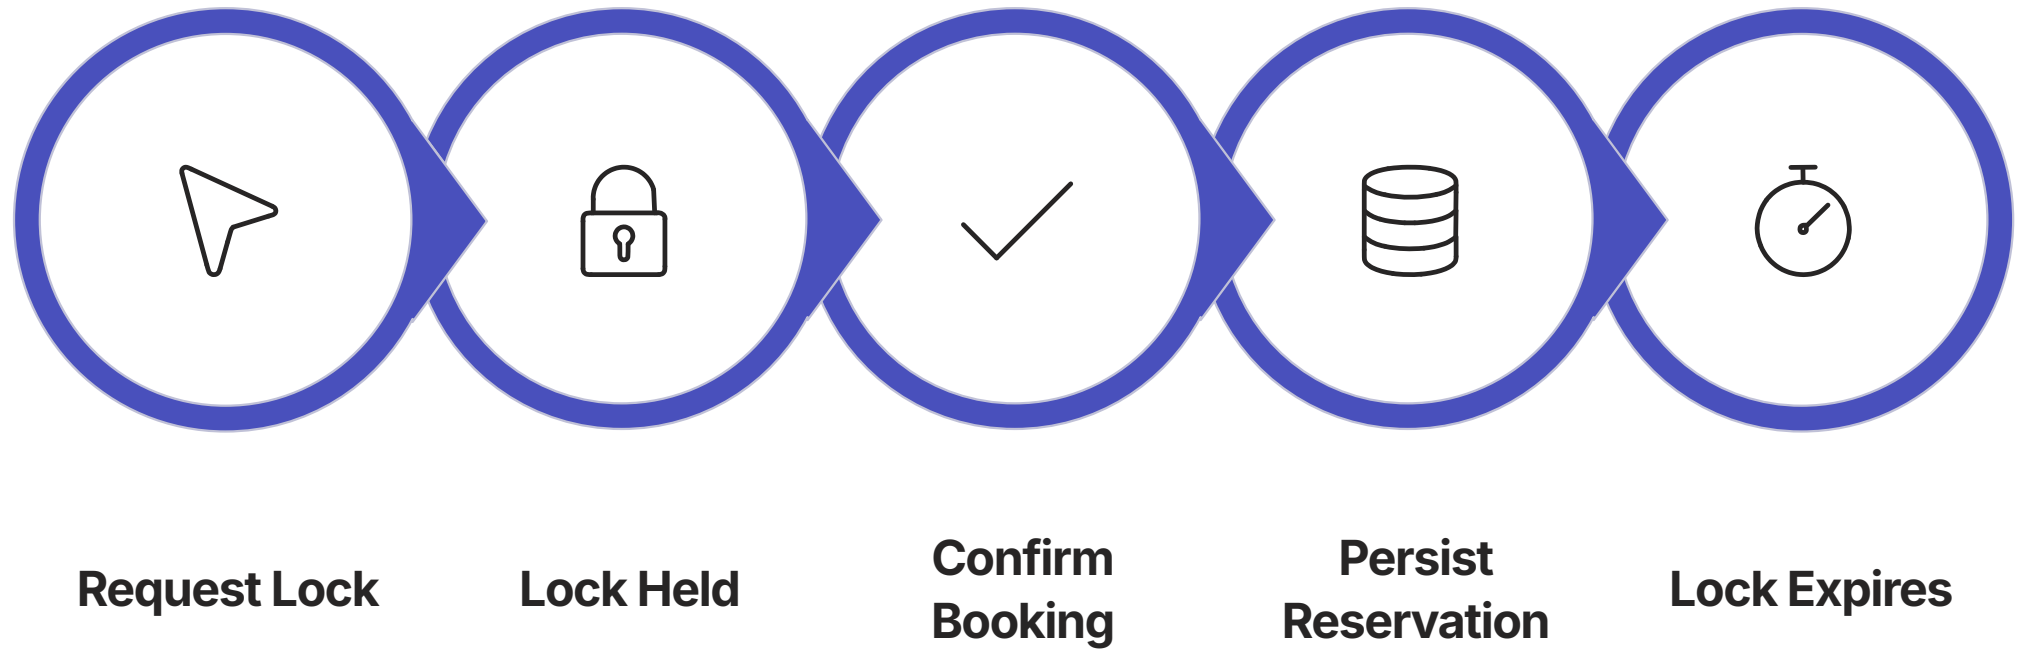 Request Lock
Lock Held
Confirm
Booking
Persist
Reservation
Lock Expires